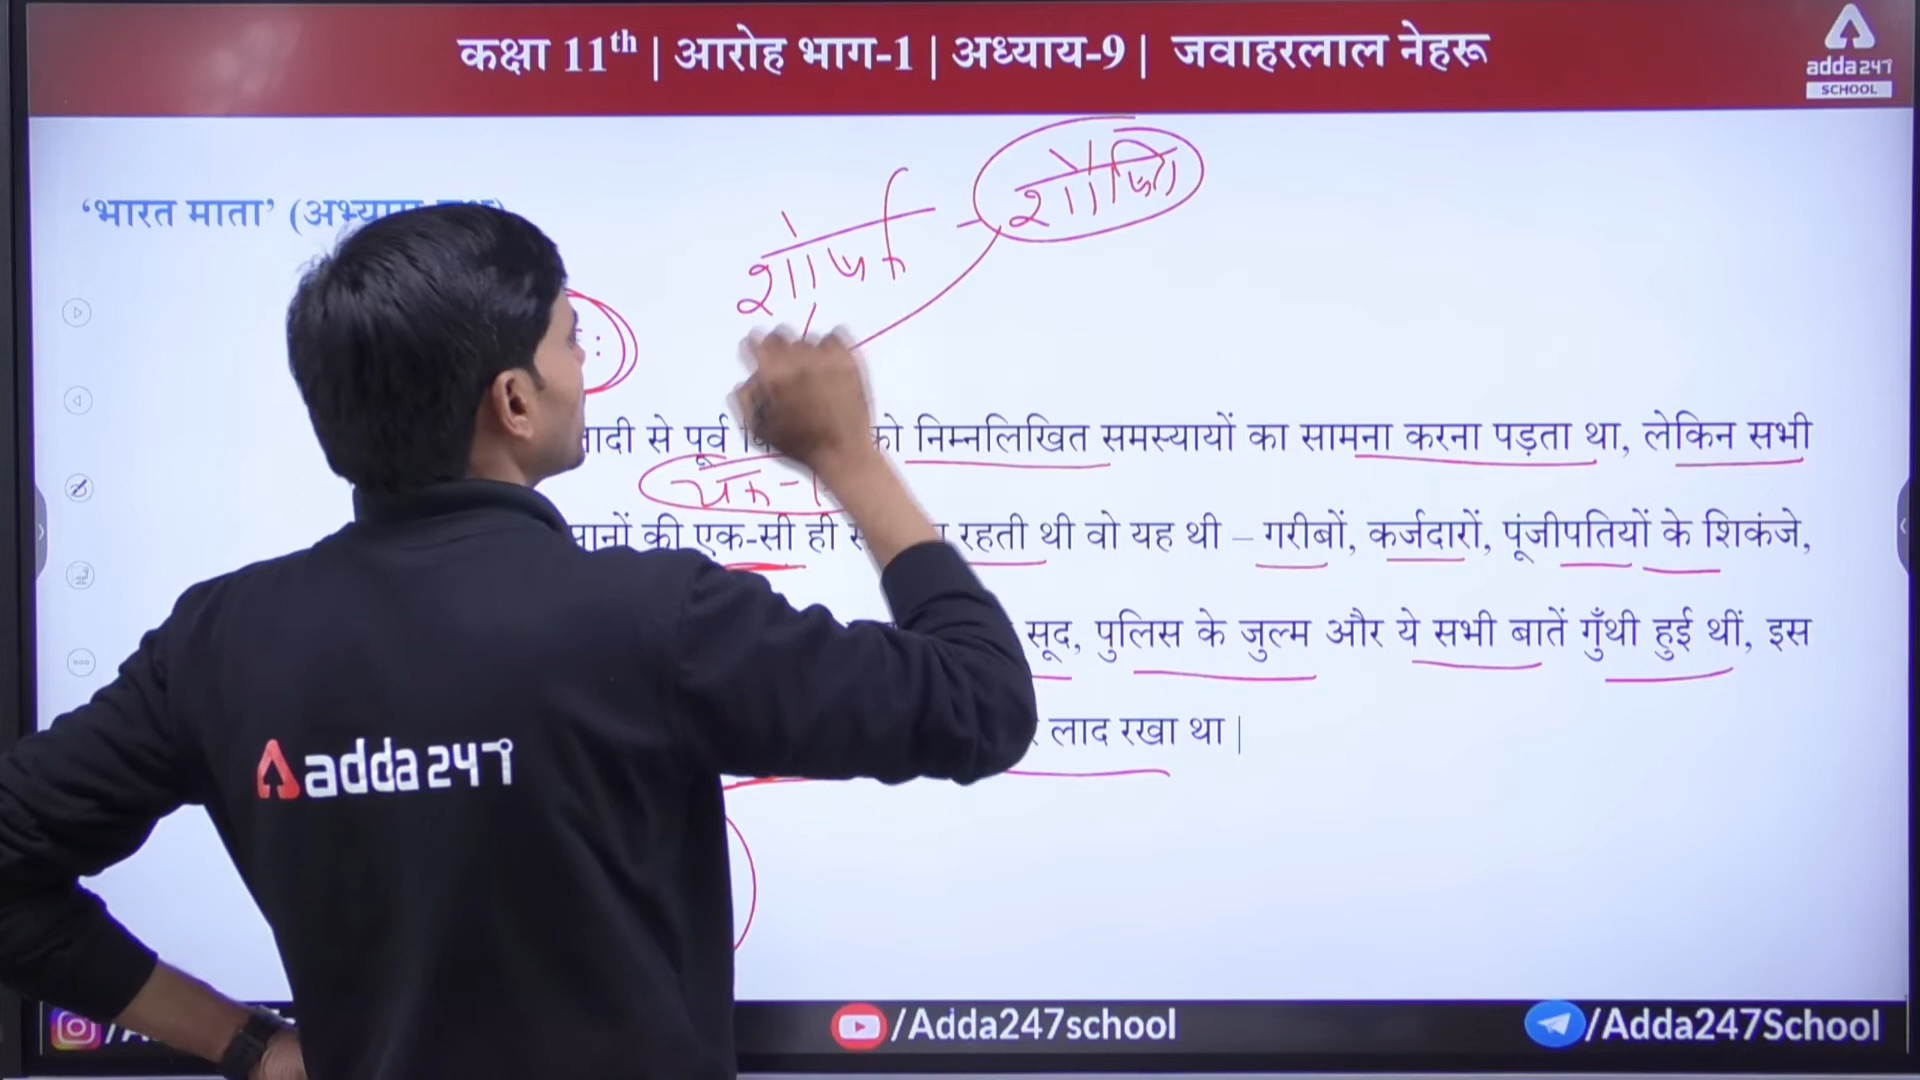 कक्षा 11th | आरोह भाग-1 | अध्याय-9 | जवाहरलाल नेहरू
adda247
SCHOOL
‘भारत माता’ (अभ्यास
शोषक - शोषित
से पूर्व को निम्नलिखित समस्यायों का सामना करना पड़ता था, लेकिन सभी
की एक-सी ही रहती थी वो यह थी – गरीबों, कर्जदारों, पूंजीपतियों के शिकंजे,
सूद, पुलिस के जुल्म और ये सभी बातें गुँथी हुई थीं, इस
लाद रखा था |
adda247
/Adda247school
/Adda247School